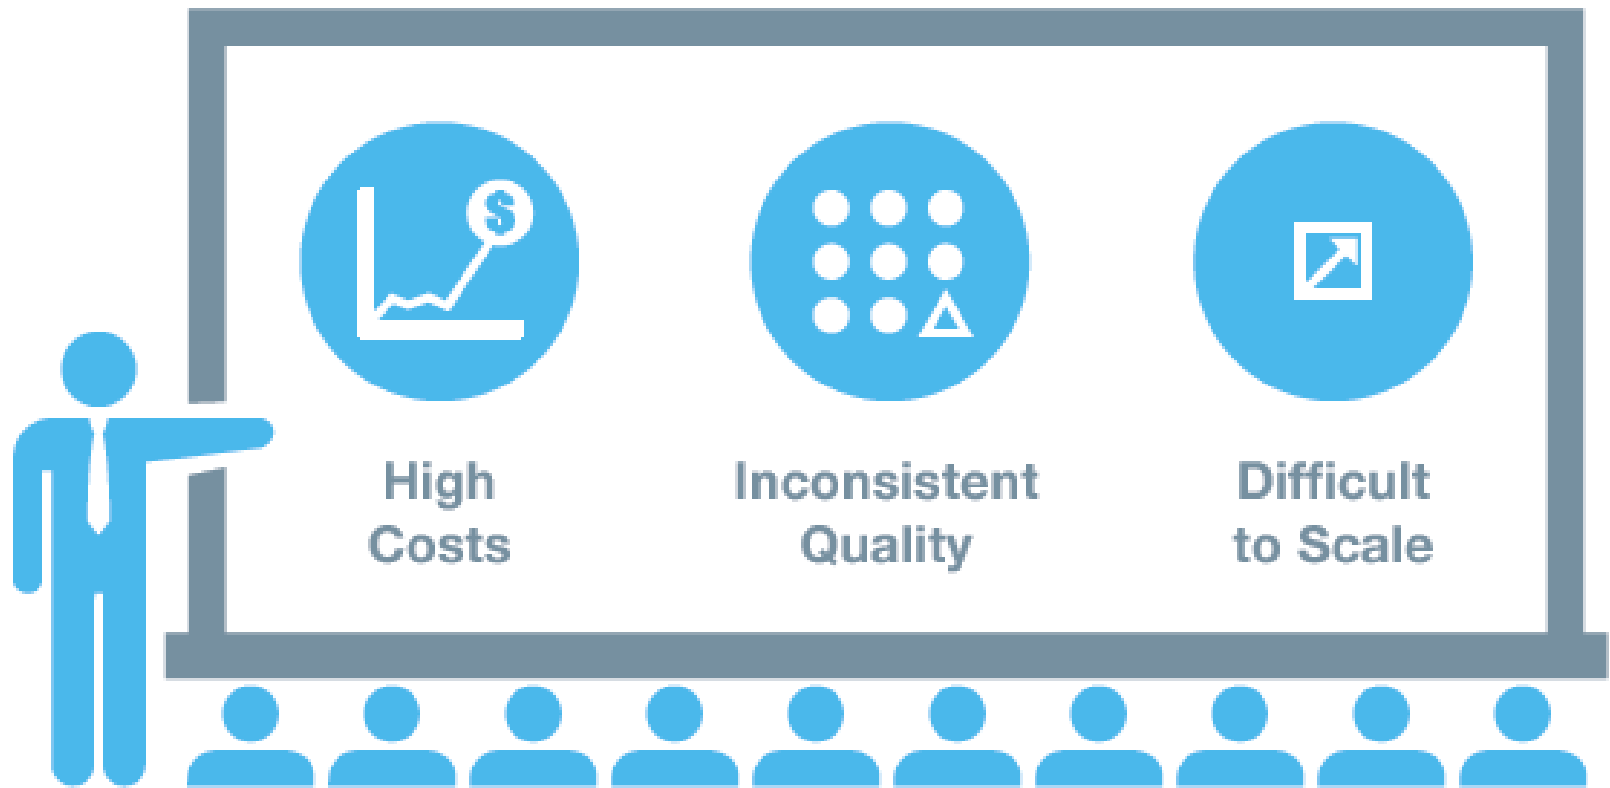 $
High
Costs
Inconsistent
Quality
Difficult
to Scale